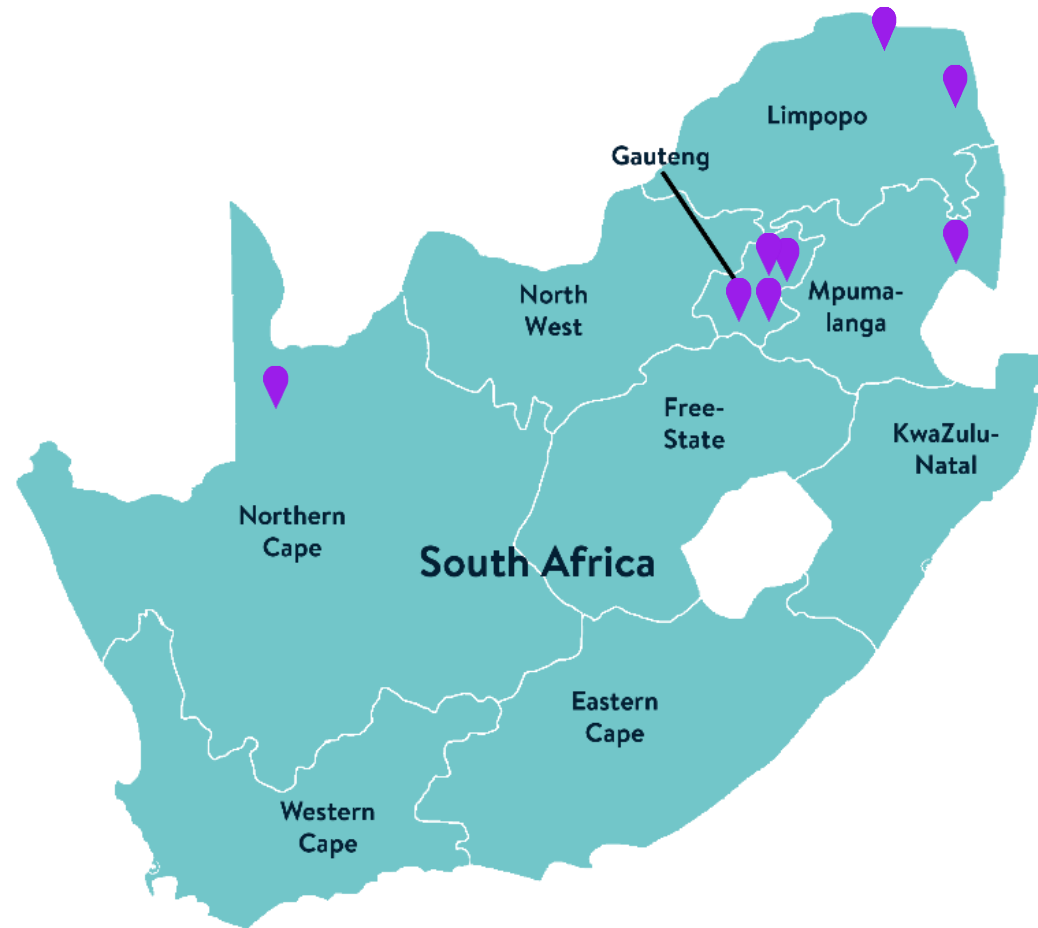 Limpopo
Gauteng
North
West
Mpuma-
langa
Free-
State
KwaZulu-
Natal
Northern
Cape
South Africa
Eastern
Cape
Western
Cape